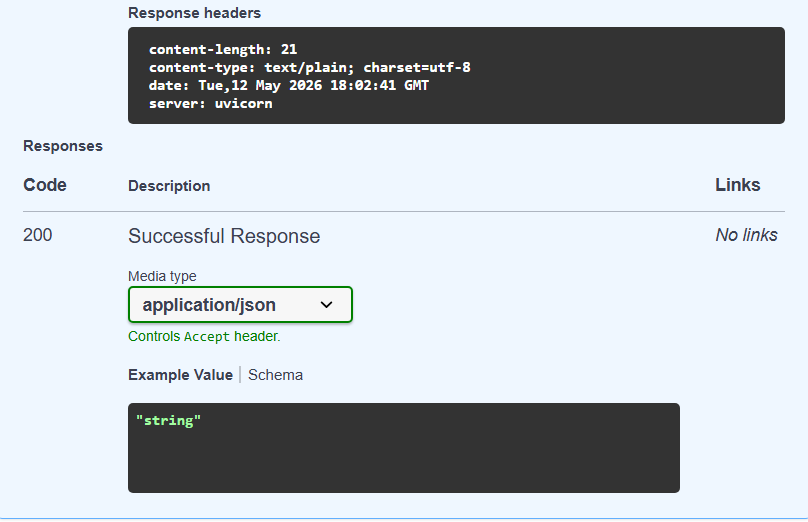 Response headers
content-length: 21
content-type: text/plain; charset=utf-8
date: Tue,12 May 2026 18:02:41 GMT
server: uvicorn
Responses
Code Description Links
200 Successful Response No links
Media type
application/json
Controls Accept header.
Example Value Schema
"string"